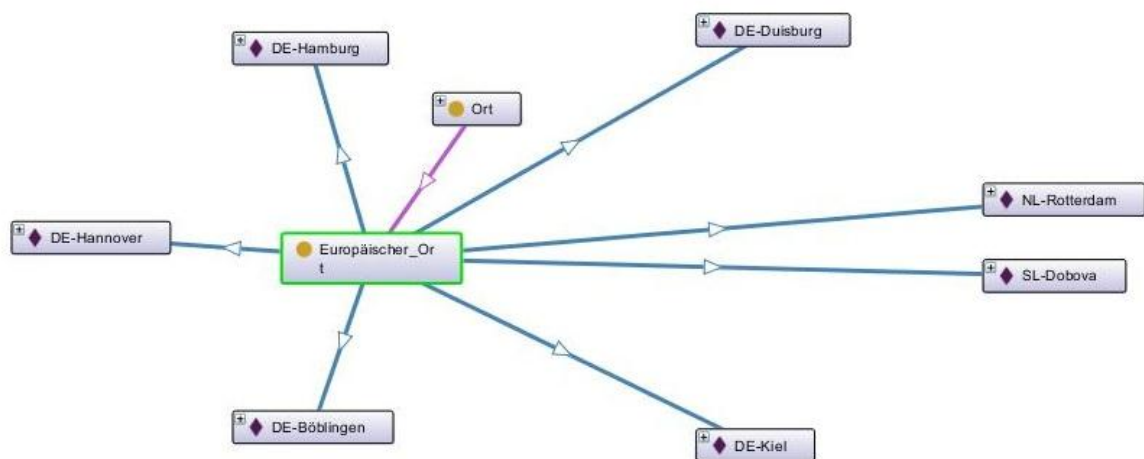 DE-Hamburg
DE-Duisburg
Ort
NL-Rotterdam
DE-Hannover
Europäischer_Or
t
SL-Dobova
DE-Böblingen
DE-Kiel